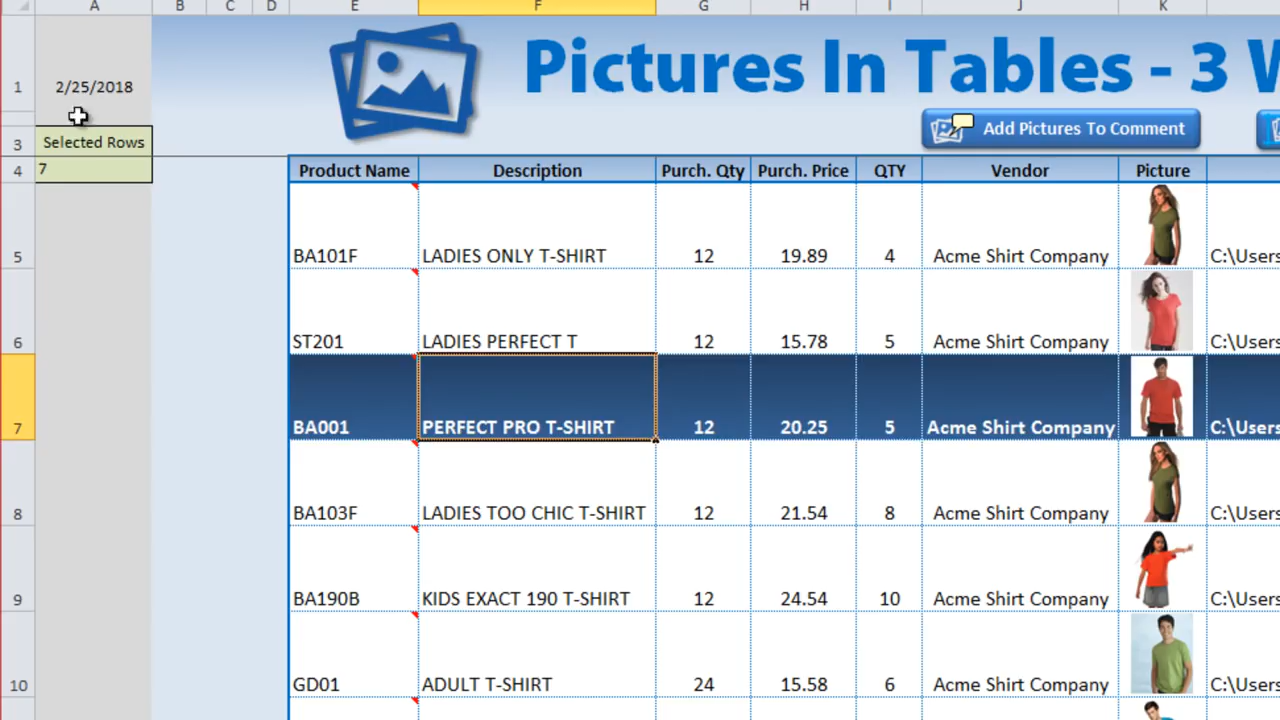 A B C D E F G H I J K
1 2/25/2018 Pictures In Tables - 3 W
Add Pictures To Comment
3 Selected Rows
4 7 Product Name Description Purch. Qty Purch. Price QTY Vendor Picture
5 BA101F LADIES ONLY T-SHIRT 12 19.89 4 Acme Shirt Company C:\Users
6 ST201 LADIES PERFECT T 12 15.78 5 Acme Shirt Company C:\Users
7 BA001 PERFECT PRO T-SHIRT 12 20.25 5 Acme Shirt Company C:\Users
8 BA103F LADIES TOO CHIC T-SHIRT 12 21.54 8 Acme Shirt Company C:\Users
9 BA190B KIDS EXACT 190 T-SHIRT 12 24.54 10 Acme Shirt Company C:\Users
10 GD01 ADULT T-SHIRT 24 15.58 6 Acme Shirt Company C:\Users